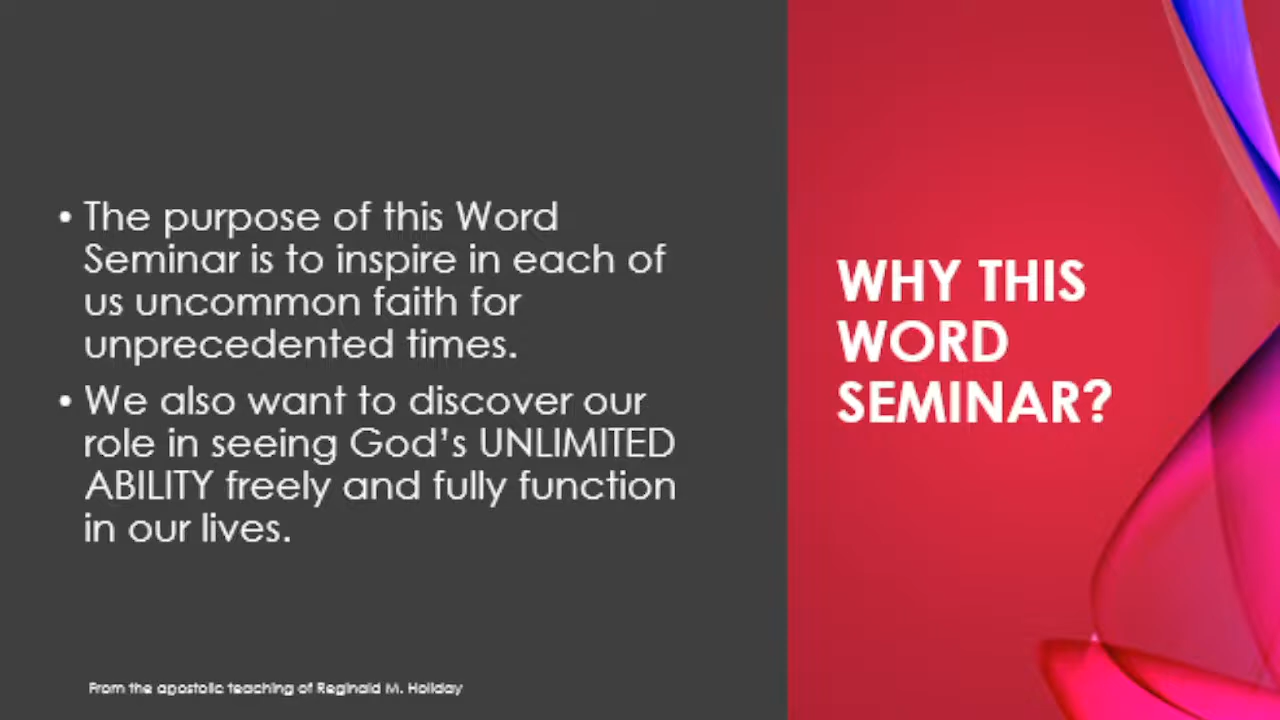 • The purpose of this Word
Seminar is to inspire in each of
us uncommon faith for
unprecedented times.
• We also want to discover our
role in seeing God's UNLIMITED
ABILITY freely and fully function
in our lives.
From the apostolic teaching of Reginald M. Holiday
WHY THIS
WORD
SEMINAR?